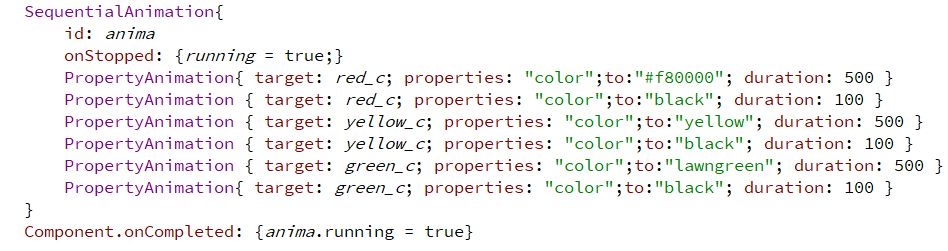 SequentialAnimation{
    id: anima
    onStopped: {running = true;}
    PropertyAnimation{ target: red_c; properties: "color";to:"#f80000"; duration: 500 }
    PropertyAnimation { target: red_c; properties: "color";to:"black"; duration: 100 }
    PropertyAnimation { target: yellow_c; properties: "color";to:"yellow"; duration: 500 }
    PropertyAnimation { target: yellow_c; properties: "color";to:"black"; duration: 100 }
    PropertyAnimation { target: green_c; properties: "color";to:"lawngreen"; duration: 500 }
    PropertyAnimation{ target: green_c; properties: "color";to:"black"; duration: 100 }
}
Component.onCompleted: {anima.running = true}